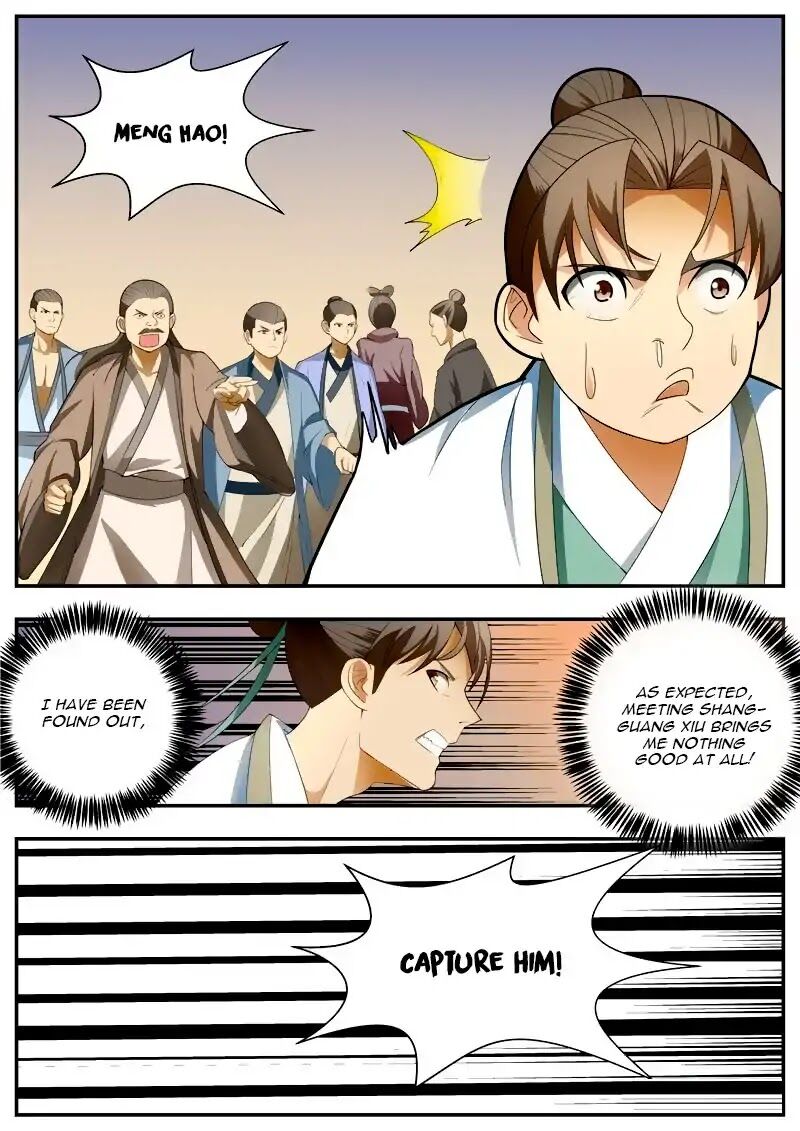 MENG HAO!
I HAVE BEEN
FOUND OUT,
AS EXPECTED,
MEETING SHANG-
GUANG XIU BRINGS
ME NOTHING
GOOD AT ALL!
CAPTURE HIM!